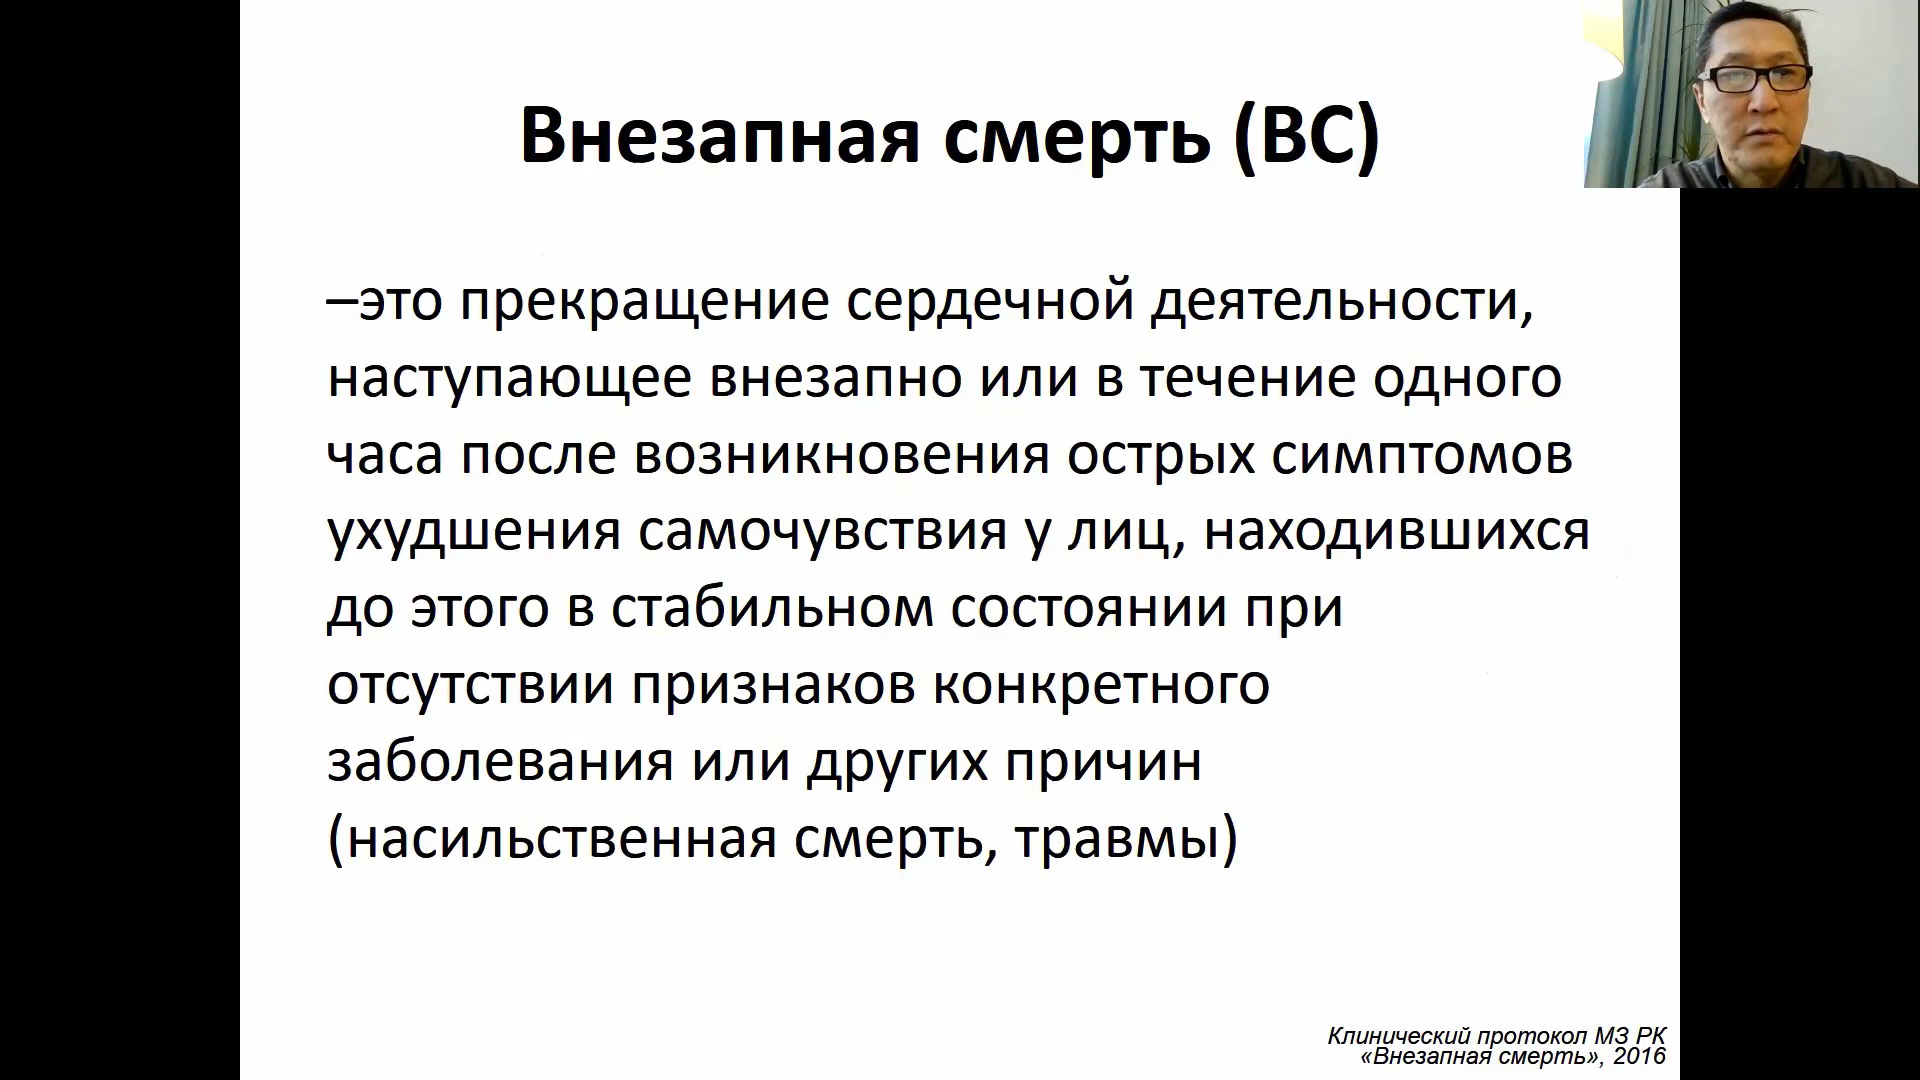 Внезапная смерть (ВС)
–это прекращение сердечной деятельности,
наступающее внезапно или в течение одного
часа после возникновения острых симптомов
ухудшения самочувствия у лиц, находившихся
до этого в стабильном состоянии при
отсутствии признаков конкретного
заболевания или других причин
(насильственная смерть, травмы)
Клинический протокол МЗ РК
«Внезапная смерть», 2016